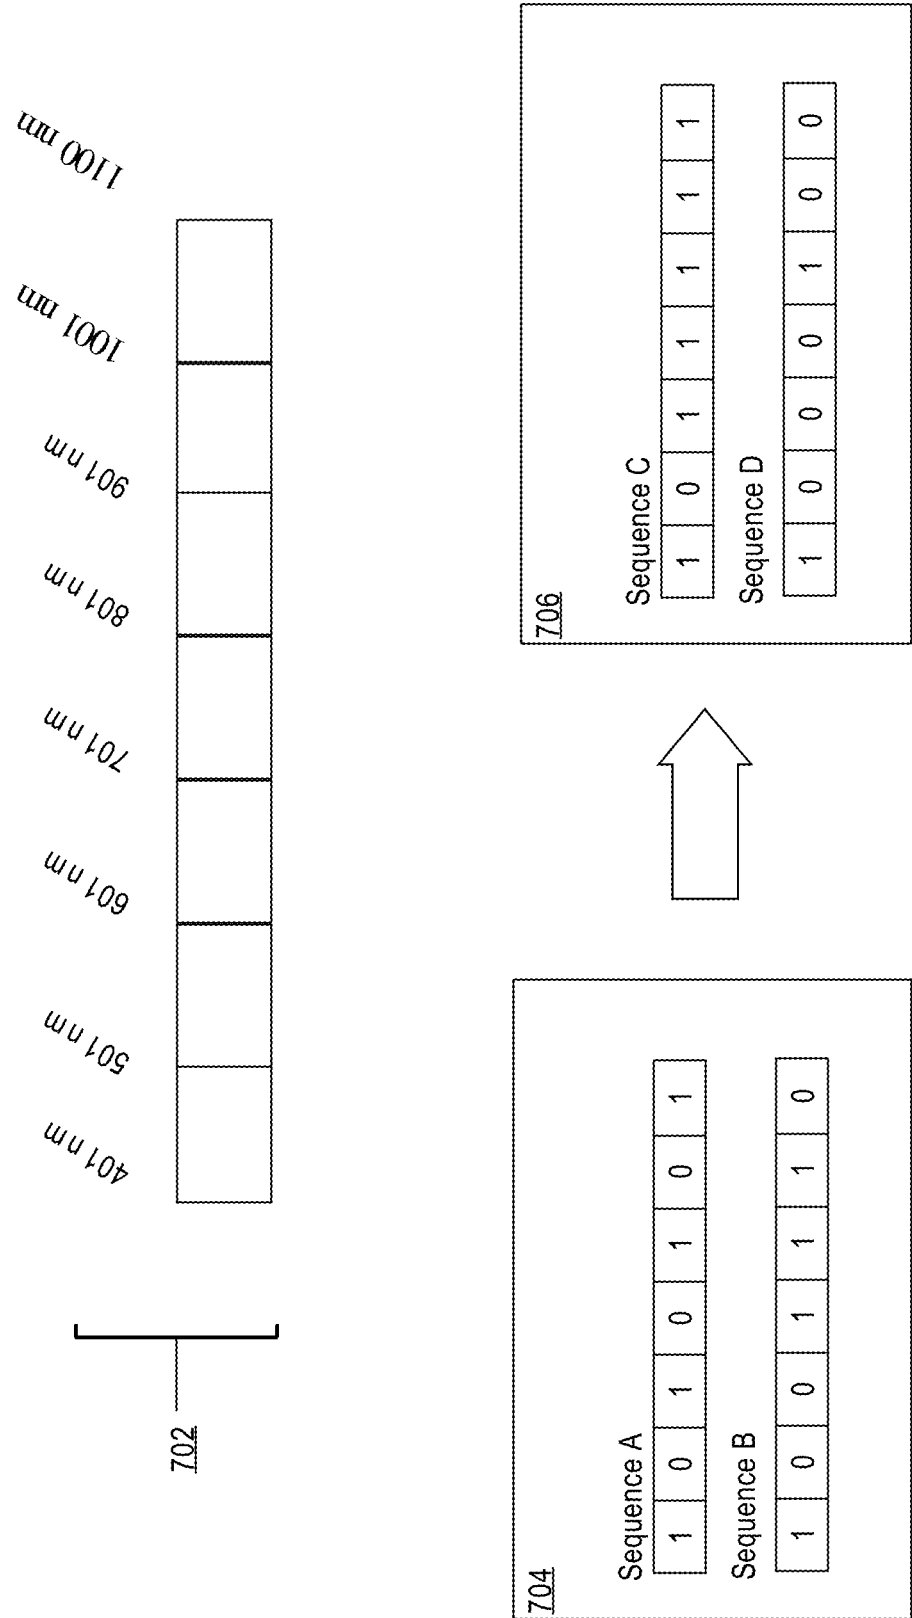 702
401 nm
501 nm
601 nm
701 nm
801 nm
901 nm
1001 nm
1100 nm
704
Sequence A
1 0 1 0 1 0 1
Sequence B
1 0 0 1 1 1 0
706
Sequence C
1 0 1 1 1 1 1
Sequence D
1 0 0 0 1 0 0